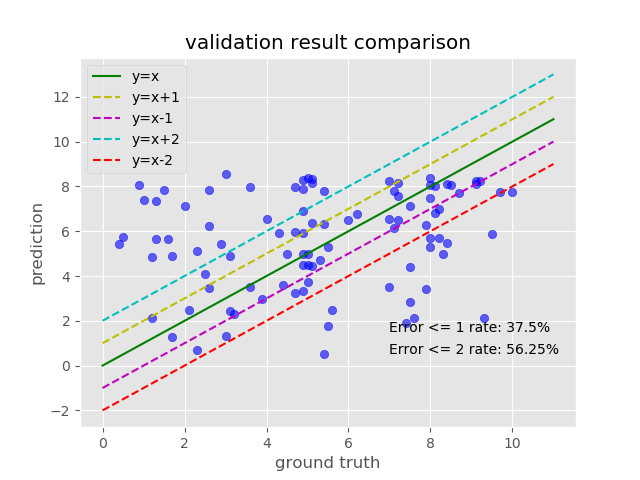 validation result comparison
y=x
y=x+1
y=x-1
y=x+2
y=x-2
12
10
8
6
4
2
0
−2
prediction
Error <= 1 rate: 37.5%
Error <= 2 rate: 56.25%
0 2 4 6 8 10
ground truth